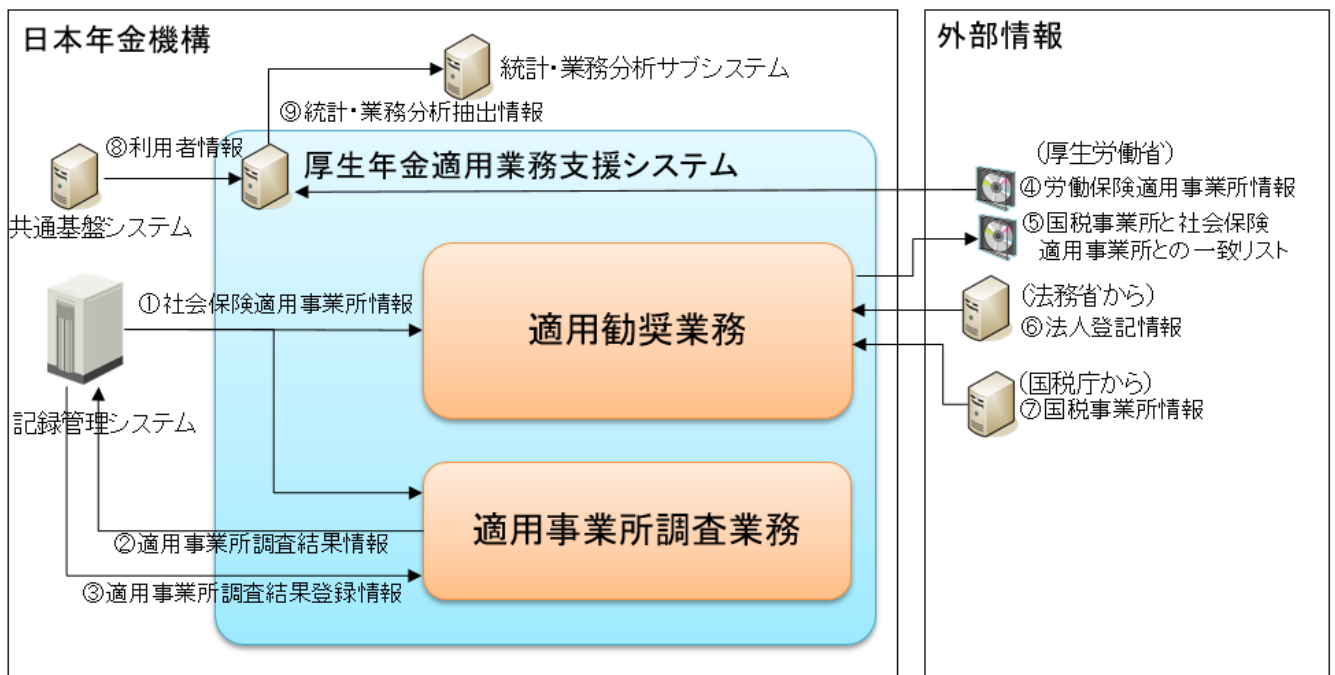 日本年金機構
統計・業務分析サブシステム
⑨統計・業務分析抽出情報
⑧利用者情報
厚生年金適用業務支援システム
共通基盤システム
①社会保険適用事業所情報
適用勧奨業務
記録管理システム
適用事業所調査業務
②適用事業所調査結果情報
③適用事業所調査結果登録情報
外部情報
(厚生労働省)
④労働保険適用事業所情報
⑤国税事業所と社会保険
適用事業所との一致リスト
(法務省から)
⑥法人登記情報
(国税庁から)
⑦国税事業所情報